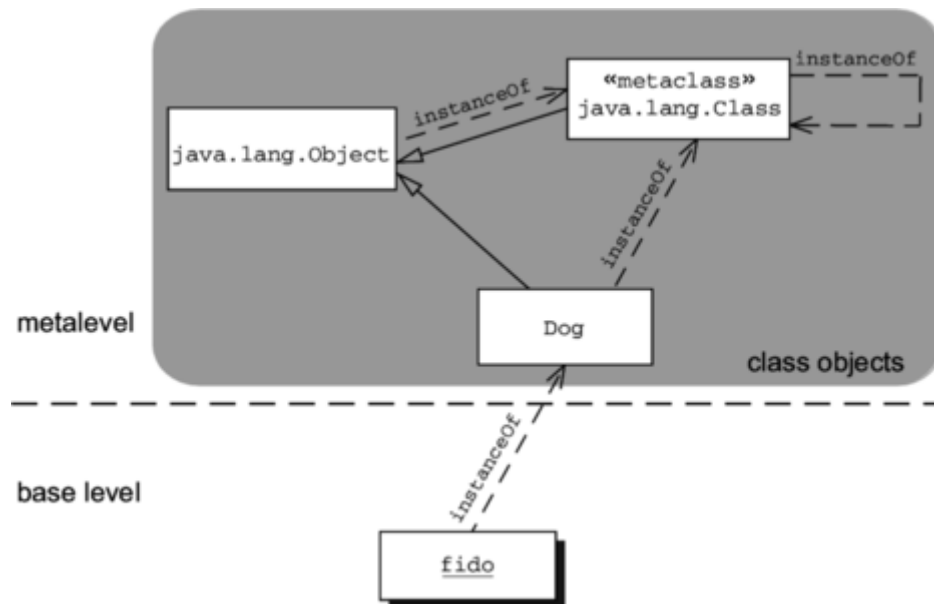 «metaclass»
java.lang.Class
instanceOf
instanceOf
java.lang.Object
instanceOf
Dog
metalevel
class objects
instanceOf
base level
fido